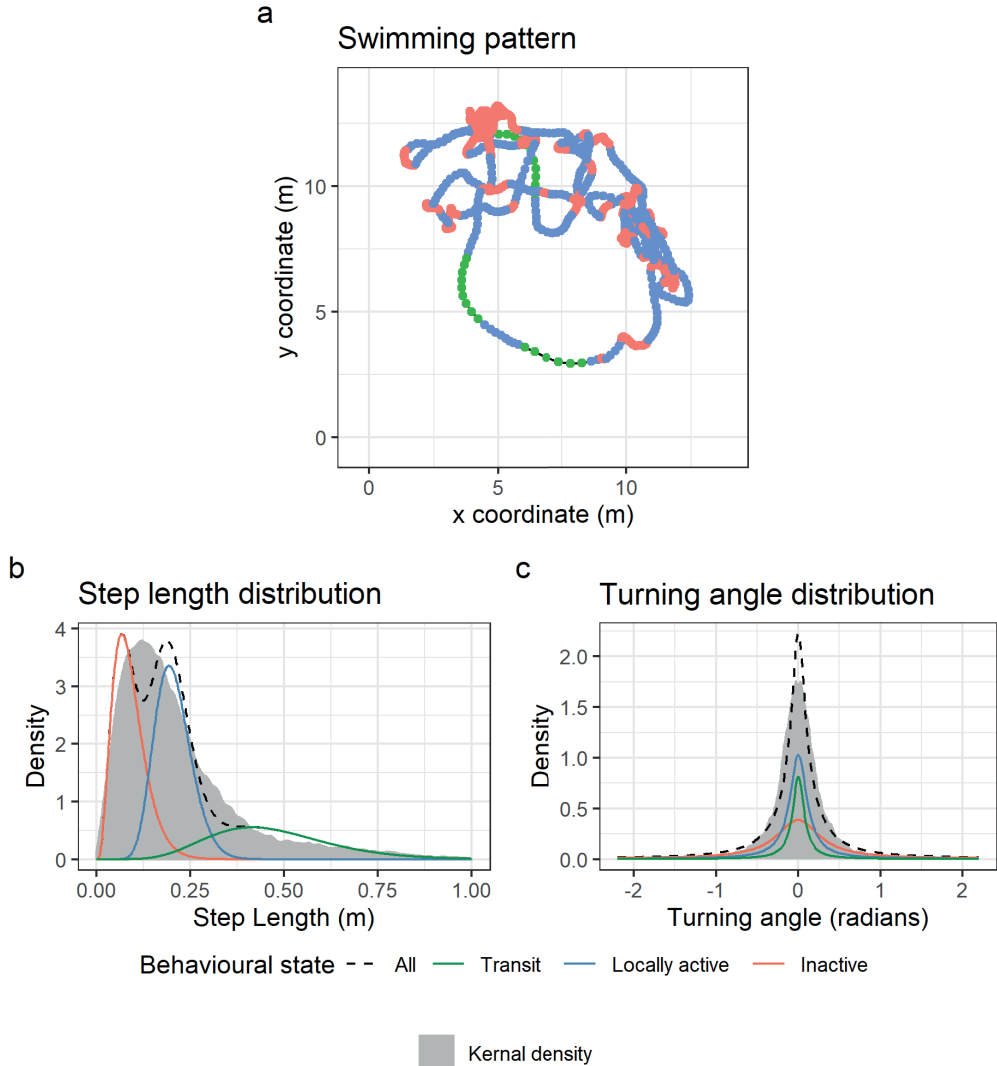 a
Swimming pattern
y coordinate (m)
10
5
0
0 5 10
x coordinate (m)
b
Step length distribution
Density
4
3
2
1
0
0.00 0.25 0.50 0.75 1.00
Step Length (m)
c
Turning angle distribution
Density
2.0
1.5
1.0
0.5
0.0
-2 -1 0 1 2
Turning angle (radians)
Behavioural state All Transit Locally active Inactive
Kernal density